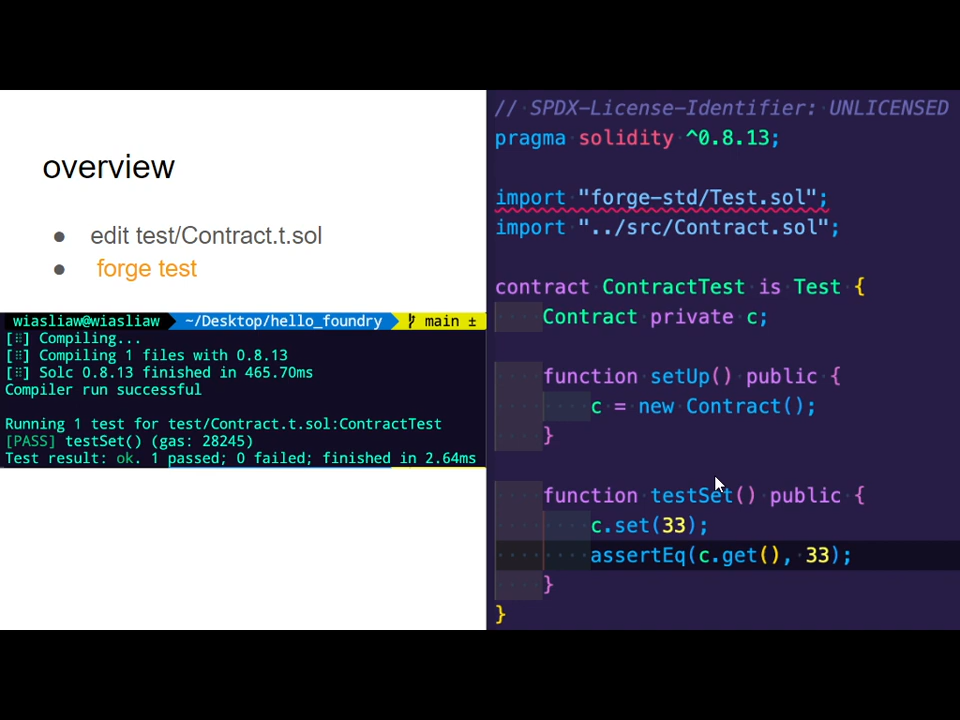 overview
● edit test/Contract.t.sol
● forge test
wiasliaw@wiasliaw ~/Desktop/hello_foundry main ±
[⠿] Compiling...
[⠿] Compiling 1 files with 0.8.13
[⠿] Solc 0.8.13 finished in 465.70ms
Compiler run successful
Running 1 test for test/Contract.t.sol:ContractTest
[PASS] testSet() (gas: 28245)
Test result: ok. 1 passed; 0 failed; finished in 2.64ms
// SPDX-License-Identifier: UNLICENSED
pragma solidity ^0.8.13;
import "forge-std/Test.sol";
import "../src/Contract.sol";
contract ContractTest is Test {
Contract private c;
function setUp() public {
c = new Contract();
}
function testSet() public {
c.set(33);
assertEq(c.get(), 33);
}
}